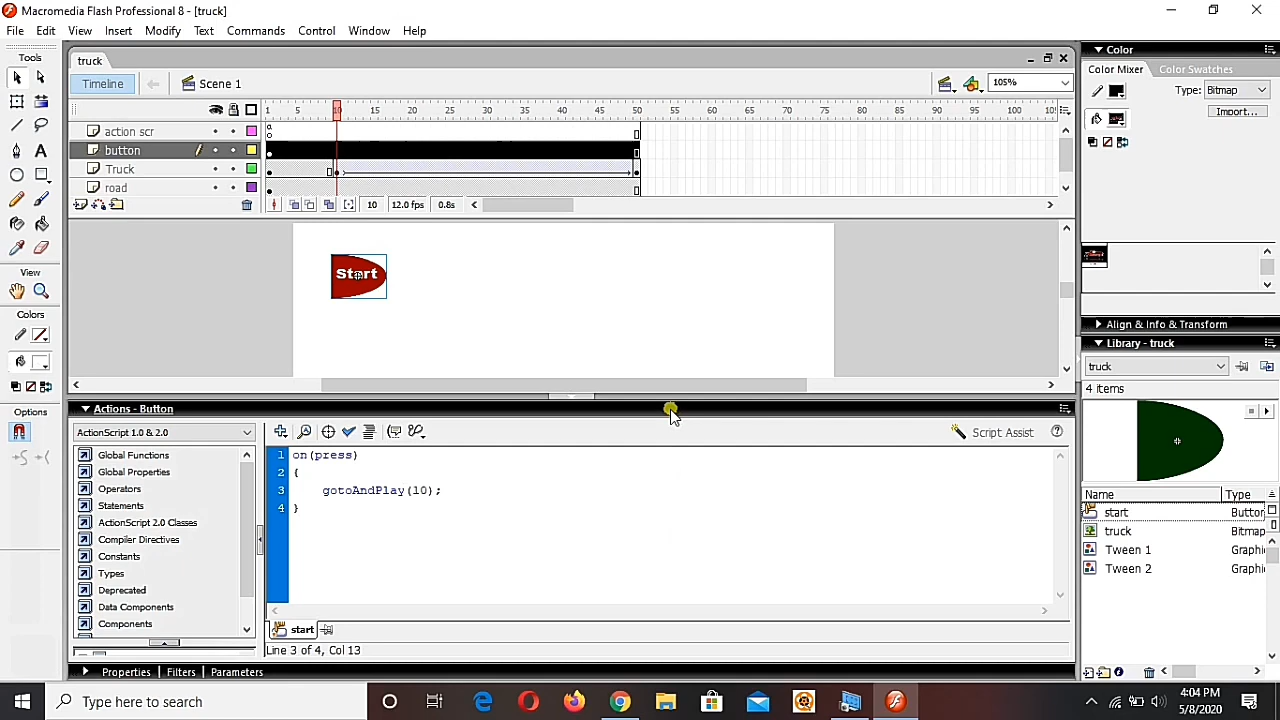 Macromedia Flash Professional 8 - [truck]
File Edit View Insert Modify Text Commands Control Window Help
Tools
View
Colors
Options
truck
Timeline
Scene 1
105%
1 5 10 15 20 25 30 35 40 45 50 55 60 65 70 75 80 85 90 95 100 105
action scr
button
Truck
road
10 12.0 fps 0.8s
Start
Actions - Button
ActionScript 1.0 & 2.0
Script Assist
Global Functions
Global Properties
Operators
Statements
ActionScript 2.0 Classes
Compiler Directives
Constants
Types
Deprecated
Data Components
Components
1 on(press)
2 {
3 gotoAndPlay(10);
4 }
start
Line 3 of 4, Col 13
Properties Filters Parameters
Color
Color Mixer Color Swatches
Type: Bitmap
Import...
Align & Info & Transform
Library - truck
truck
4 items
Name Type
start Button
truck Bitmap
Tween 1 Graphi
Tween 2 Graphi
Type here to search
4:04 PM
5/8/2020